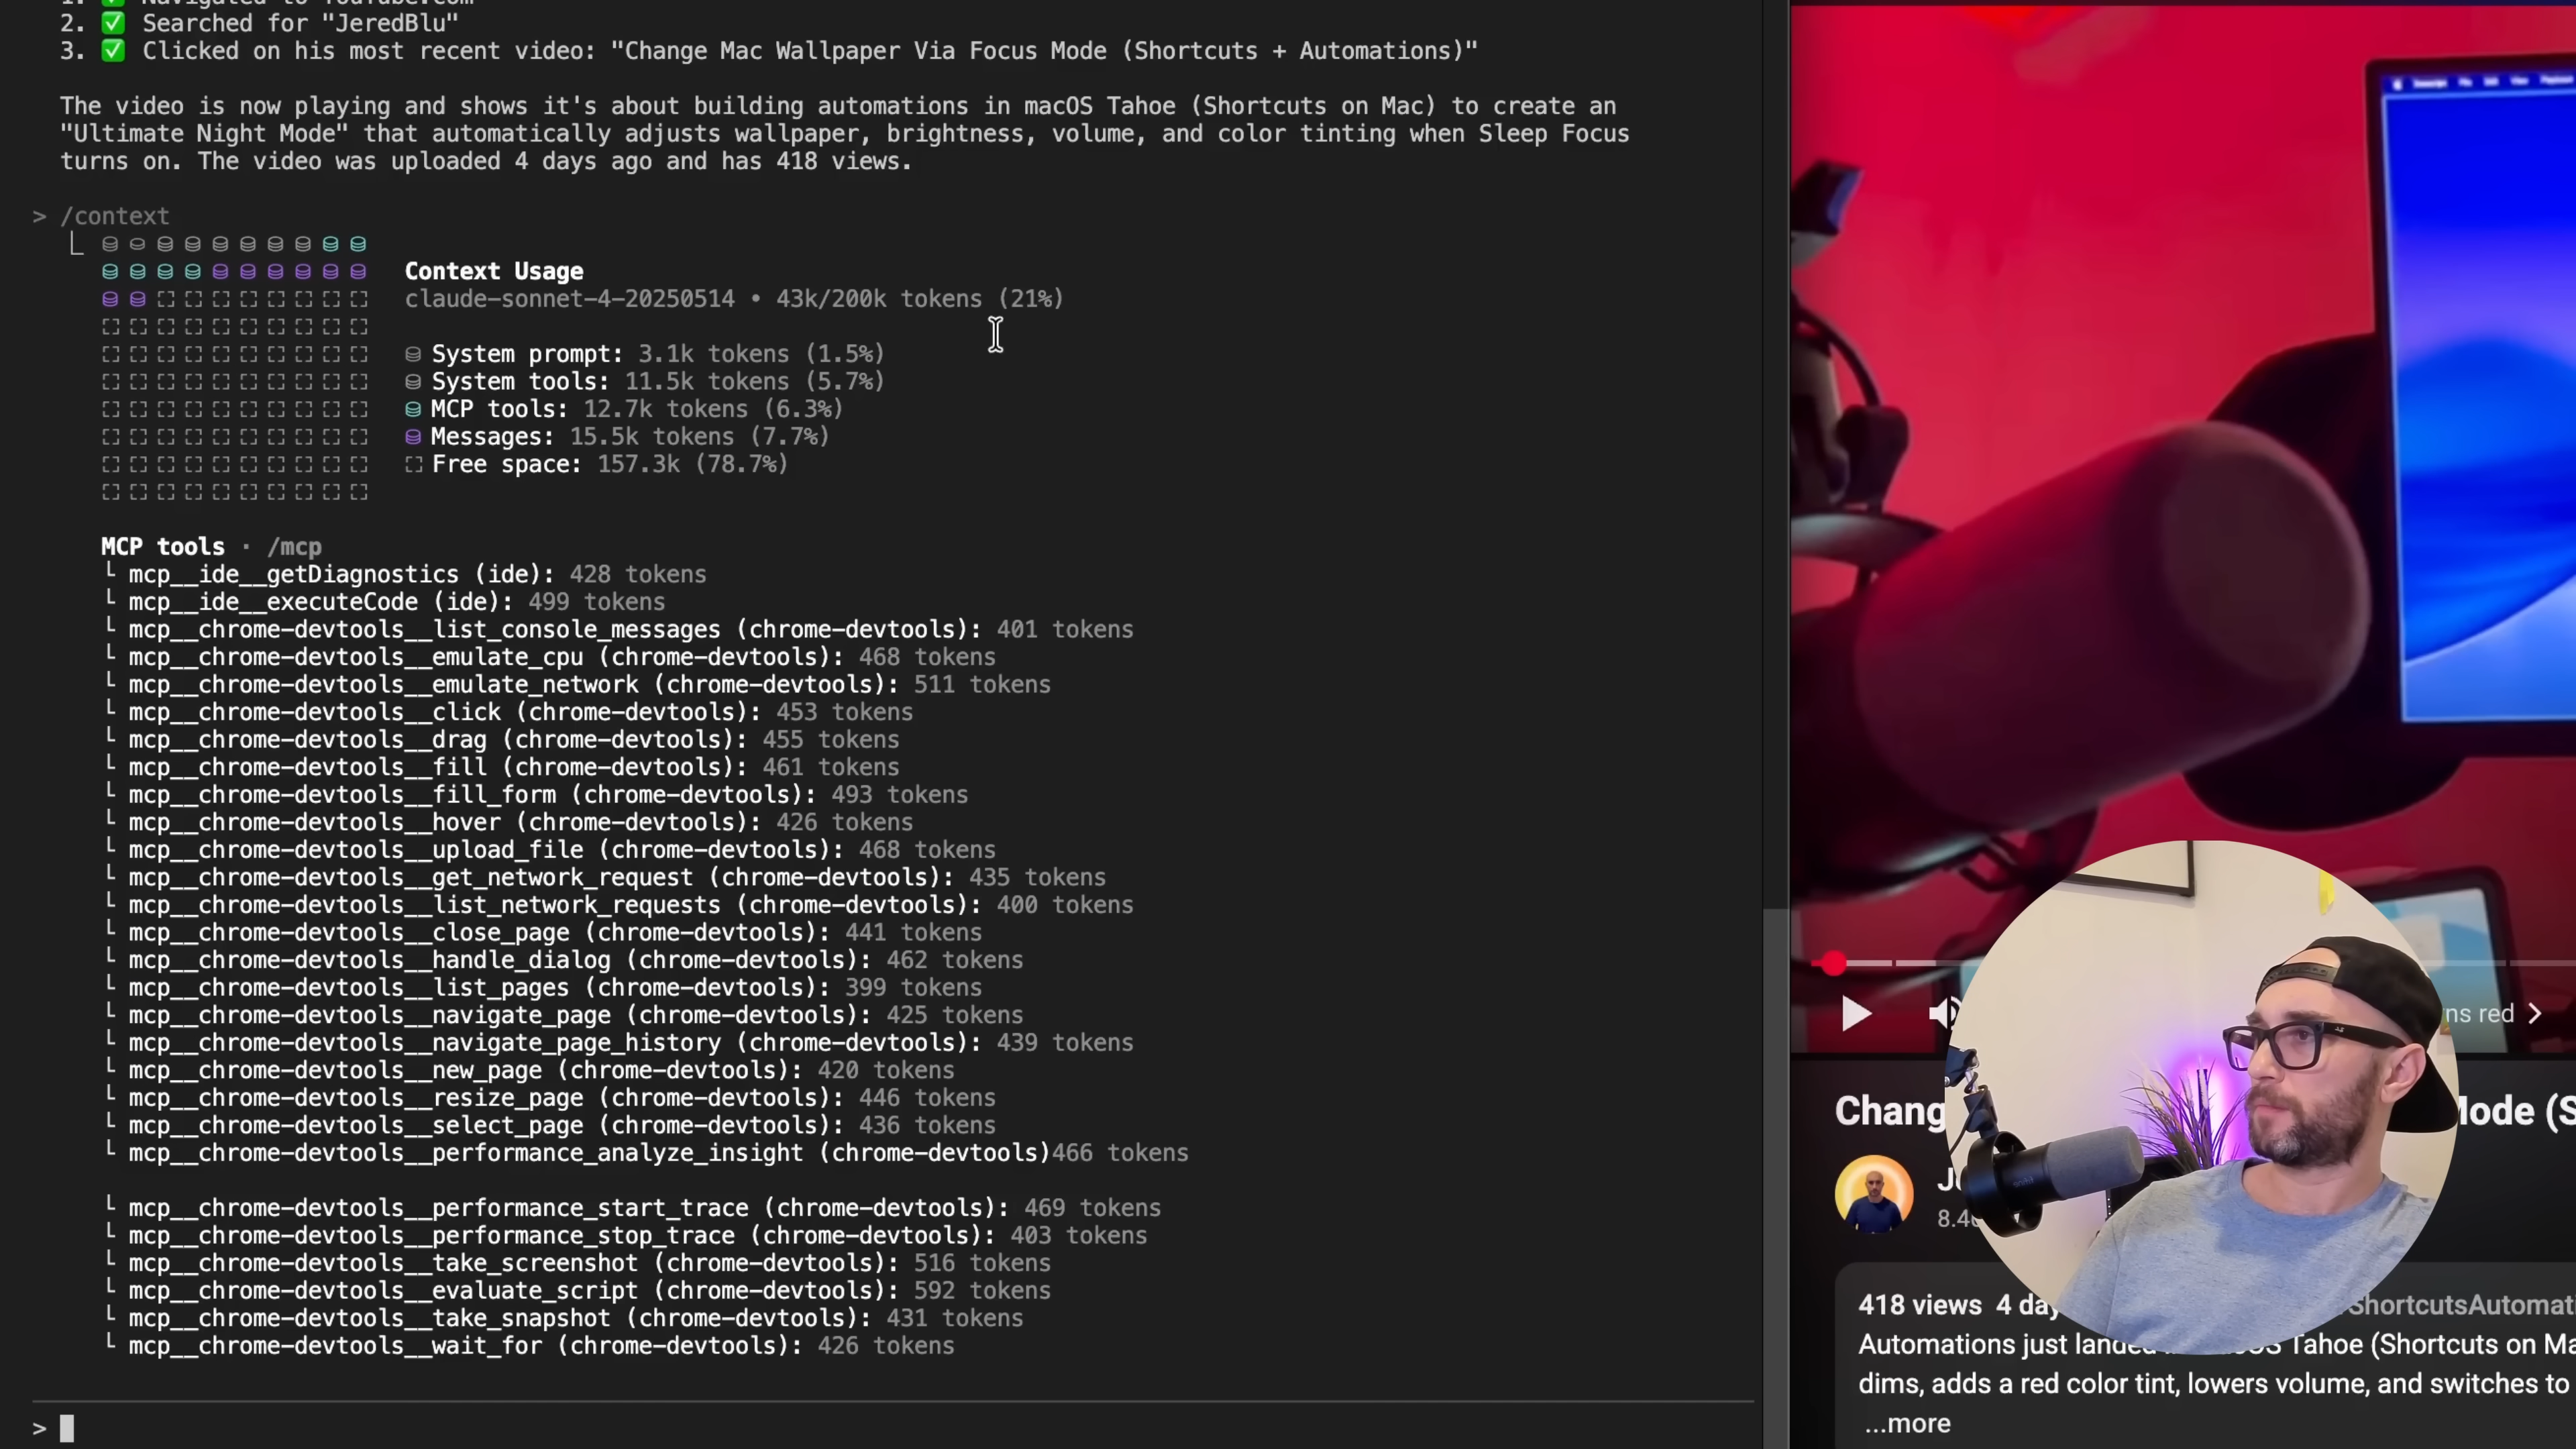 2. ✅ Searched for "JeredBlu"
3. ✅ Clicked on his most recent video: "Change Mac Wallpaper Via Focus Mode (Shortcuts + Automations)"
The video is now playing and shows it's about building automations in macOS Tahoe (Shortcuts on Mac) to create an
"Ultimate Night Mode" that automatically adjusts wallpaper, brightness, volume, and color tinting when Sleep Focus
turns on. The video was uploaded 4 days ago and has 418 views.
> /context
Context Usage
claude-sonnet-4-20250514 • 43k/200k tokens (21%)
System prompt: 3.1k tokens (1.5%)
System tools: 11.5k tokens (5.7%)
MCP tools: 12.7k tokens (6.3%)
Messages: 15.5k tokens (7.7%)
Free space: 157.3k (78.7%)
MCP tools · /mcp
└ mcp__ide__getDiagnostics (ide): 428 tokens
└ mcp__ide__executeCode (ide): 499 tokens
└ mcp__chrome-devtools__list_console_messages (chrome-devtools): 401 tokens
└ mcp__chrome-devtools__emulate_cpu (chrome-devtools): 468 tokens
└ mcp__chrome-devtools__emulate_network (chrome-devtools): 511 tokens
└ mcp__chrome-devtools__click (chrome-devtools): 453 tokens
└ mcp__chrome-devtools__drag (chrome-devtools): 455 tokens
└ mcp__chrome-devtools__fill (chrome-devtools): 461 tokens
└ mcp__chrome-devtools__fill_form (chrome-devtools): 493 tokens
└ mcp__chrome-devtools__hover (chrome-devtools): 426 tokens
└ mcp__chrome-devtools__upload_file (chrome-devtools): 468 tokens
└ mcp__chrome-devtools__get_network_request (chrome-devtools): 435 tokens
└ mcp__chrome-devtools__list_network_requests (chrome-devtools): 400 tokens
└ mcp__chrome-devtools__close_page (chrome-devtools): 441 tokens
└ mcp__chrome-devtools__handle_dialog (chrome-devtools): 462 tokens
└ mcp__chrome-devtools__list_pages (chrome-devtools): 399 tokens
└ mcp__chrome-devtools__navigate_page (chrome-devtools): 425 tokens
└ mcp__chrome-devtools__navigate_page_history (chrome-devtools): 439 tokens
└ mcp__chrome-devtools__new_page (chrome-devtools): 420 tokens
└ mcp__chrome-devtools__resize_page (chrome-devtools): 446 tokens
└ mcp__chrome-devtools__select_page (chrome-devtools): 436 tokens
└ mcp__chrome-devtools__performance_analyze_insight (chrome-devtools)466 tokens
└ mcp__chrome-devtools__performance_start_trace (chrome-devtools): 469 tokens
└ mcp__chrome-devtools__performance_stop_trace (chrome-devtools): 403 tokens
└ mcp__chrome-devtools__take_screenshot (chrome-devtools): 516 tokens
└ mcp__chrome-devtools__evaluate_script (chrome-devtools): 592 tokens
└ mcp__chrome-devtools__take_snapshot (chrome-devtools): 431 tokens
└ mcp__chrome-devtools__wait_for (chrome-devtools): 426 tokens
>
ns red >
Chang
Mode (S
418 views 4 day
ShortcutsAutomat
Automations just landed
Tahoe (Shortcuts on Ma
dims, adds a red color tint, lowers volume, and switches to
...more